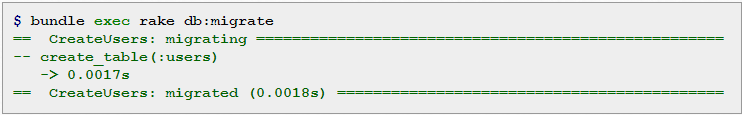 $ bundle exec rake db:migrate
==  CreateUsers: migrating ====================================================
-- create_table(:users)
   -> 0.0017s
==  CreateUsers: migrated (0.0018s) ===========================================